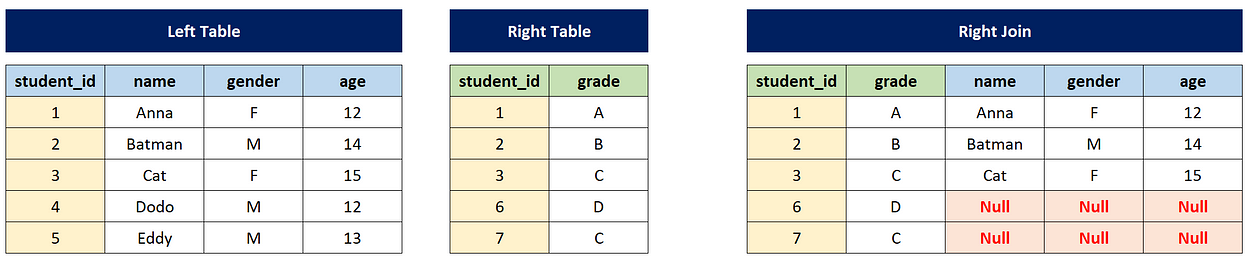 Left Table
student_id name gender age
1 Anna F 12
2 Batman M 14
3 Cat F 15
4 Dodo M 12
5 Eddy M 13
Right Table
student_id grade
1 A
2 B
3 C
6 D
7 C
Right Join
student_id grade name gender age
1 A Anna F 12
2 B Batman M 14
3 C Cat F 15
6 D Null Null Null
7 C Null Null Null